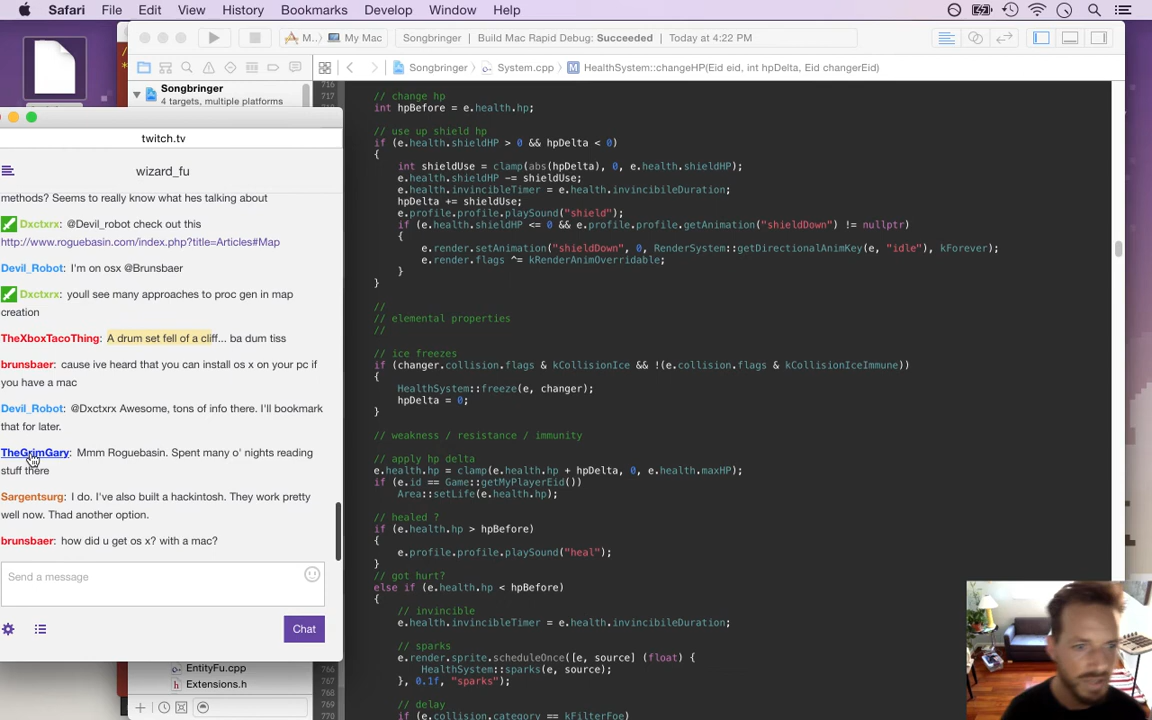 Safari File Edit View History Bookmarks Develop Window Help
M... My Mac
Songbringer | Build Mac Rapid Debug: Succeeded | Today at 4:22 PM
Songbringer
4 targets, multiple platforms
Songbringer System.cpp M HealthSystem::changeHP(Eid eid, int hpDelta, Eid changerEid)
twitch.tv
wizard_fu
methods? Seems to really know what hes talking about
Dxctxrx: @Devil_robot check out this
http://www.roguebasin.com/index.php?title=Articles#Map
Devil_Robot: I'm on osx @Brunsbaer
Dxctxrx: youll see many approaches to proc gen in map
creation
TheXboxTacoThing: A drum set fell of a cliff... ba dum tiss
brunsbaer: cause ive heard that you can install os x on your pc if
you have a mac
Devil_Robot: @Dxctxrx Awesome, tons of info there. I'll bookmark
that for later.
TheGrimGary: Mmm Roguebasin. Spent many o' nights reading
stuff there
Sargentsurg: I do. I've also built a hackintosh. They work pretty
well now. Thad another option.
brunsbaer: how did u get os x? with a mac?
Send a message
Chat
EntityFu.cpp
Extensions.h
716
717 // change hp
int hpBefore = e.health.hp;
// use up shield hp
if (e.health.shieldHP > 0 && hpDelta < 0)
{
int shieldUse = clamp(abs(hpDelta), 0, e.health.shieldHP);
e.health.shieldHP -= shieldUse;
e.health.invincibleTimer = e.health.invincibileDuration;
hpDelta += shieldUse;
e.profile.profile.playSound("shield");
if (e.health.shieldHP <= 0 && e.profile.profile.getAnimation("shieldDown") != nullptr)
{
e.render.setAnimation("shieldDown", 0, RenderSystem::getDirectionalAnimKey(e, "idle"), kForever);
e.render.flags ^= kRenderAnimOverridable;
}
}
//
// elemental properties
//
// ice freezes
if (changer.collision.flags & kCollisionIce && !(e.collision.flags & kCollisionIceImmune))
{
HealthSystem::freeze(e, changer);
hpDelta = 0;
}
// weakness / resistance / immunity
// apply hp delta
e.health.hp = clamp(e.health.hp + hpDelta, 0, e.health.maxHP);
if (e.id == Game::getMyPlayerEid())
Area::setLife(e.health.hp);
// healed ?
if (e.health.hp > hpBefore)
{
e.profile.profile.playSound("heal");
}
// got hurt?
else if (e.health.hp < hpBefore)
{
// invincible
e.health.invincibleTimer = e.health.invincibileDuration;
// sparks
e.render.sprite.scheduleOnce([e, source] (float) {
766 HealthSystem::sparks(e, source);
767 }, 0.1f, "sparks");
768
769 // delay
770 if (e.collision.category == kFilterFoe)